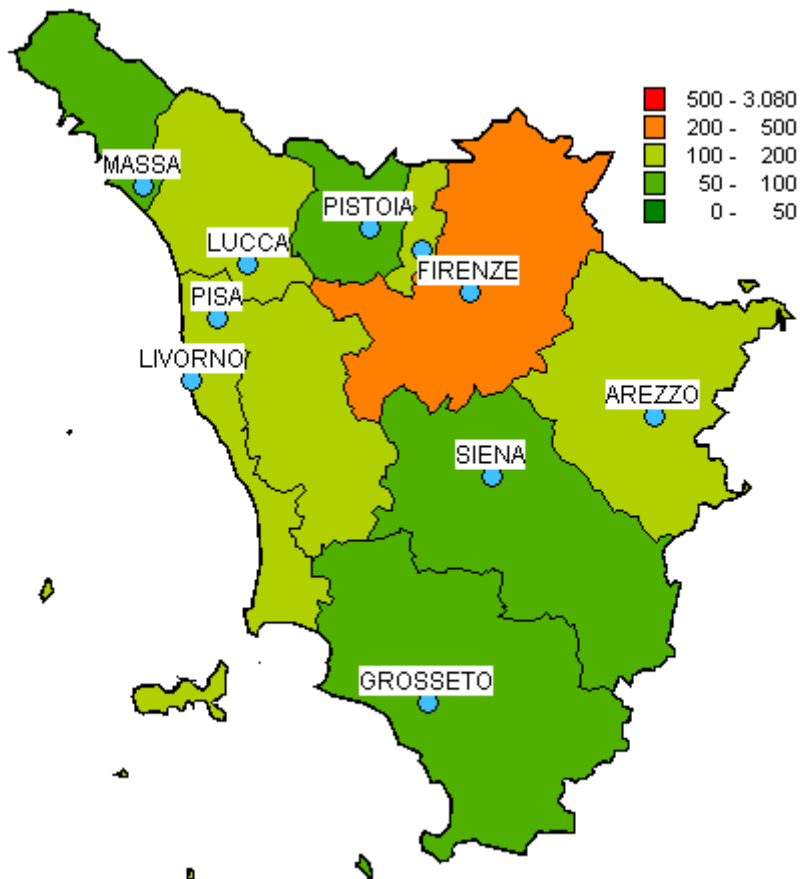 500 - 3.080
200 - 500
100 - 200
50 - 100
0 - 50
MASSA
PISTOIA
LUCCA
FIRENZE
PISA
LIVORNO
AREZZO
SIENA
GROSSETO